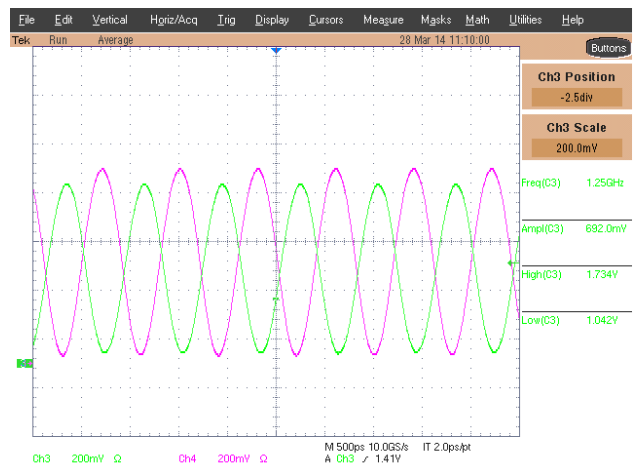 File Edit Vertical Horiz/Acq Trig Display Cursors Measure Masks Math Utilities Help
Tek Run Average 28 Mar 14 11:10:00 Buttons
Ch3 Position
-2.5div
Ch3 Scale
200.0mV
Freq(C3) 1.25GHz
Ampl(C3) 692.0mV
High(C3) 1.734V
Low(C3) 1.042V
M 500ps 10.0GS/s IT 2.0ps/pt
Ch3 200mV Ω Ch4 200mV Ω A Ch3 ∕ 1.41V